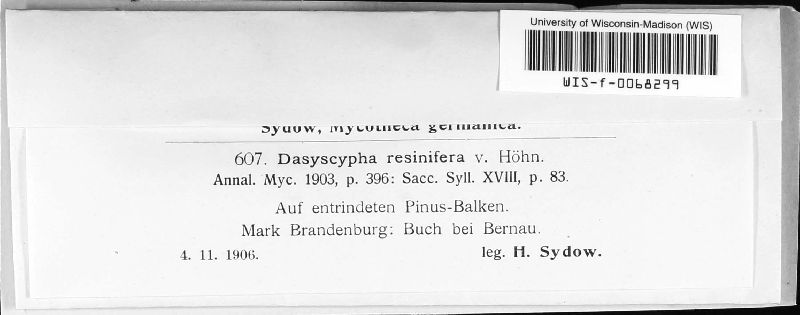 University of Wisconsin-Madison (WIS)
WIS-f-0068299
Sydow, Mycotheca germanica.
607. Dasyscypha resinifera v. Höhn.
Annal. Myc. 1903, p. 396: Sacc. Syll. XVIII, p. 83.
Auf entrindeten Pinus-Balken.
Mark Brandenburg: Buch bei Bernau.
4. 11. 1906. leg. H. Sydow.